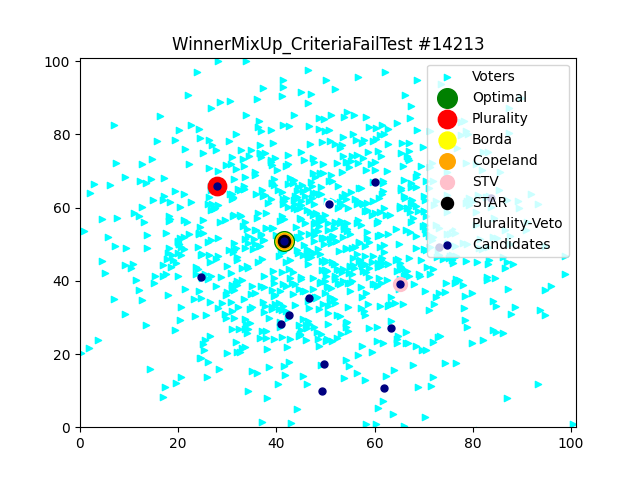 WinnerMixUp_CriteriaFailTest #14213
100
80
60
40
20
0
0
20
40
60
80
100
Voters
Optimal
Plurality
Borda
Copeland
STV
STAR
Plurality-Veto
Candidates